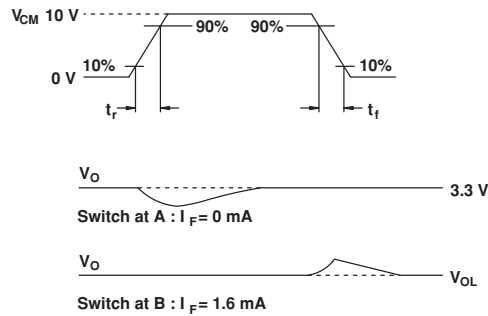 V_CM 10 V
90% 90%
10% 10%
0 V
t_r t_f
V_O
3.3 V
Switch at A : I_F = 0 mA
V_O
V_OL
Switch at B : I_F = 1.6 mA